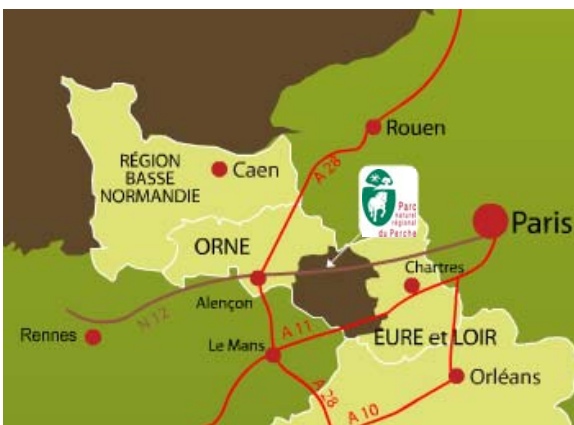 Rouen
A 28
RÉGION
BASSE
NORMANDIE
Caen
Parc
naturel
régional
du Perche
Paris
ORNE
Chartres
Alençon
N 12
Rennes
A 11
Le Mans
EURE et LOIR
A 28
Orléans
A 10